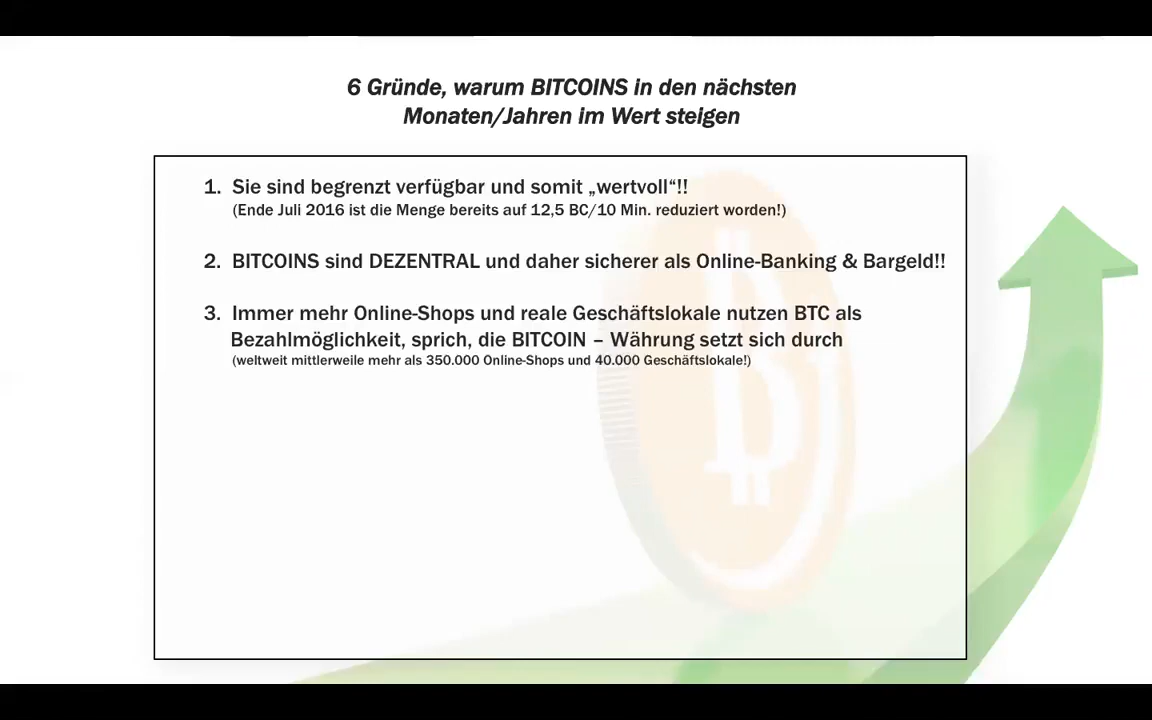 6 Gründe, warum BITCOINS in den nächsten
Monaten/Jahren im Wert steigen
1. Sie sind begrenzt verfügbar und somit „wertvoll“!!
(Ende Juli 2016 ist die Menge bereits auf 12,5 BC/10 Min. reduziert worden!)
2. BITCOINS sind DEZENTRAL und daher sicherer als Online-Banking & Bargeld!!
3. Immer mehr Online-Shops und reale Geschäftslokale nutzen BTC als
Bezahlmöglichkeit, sprich, die BITCOIN – Währung setzt sich durch
(weltweit mittlerweile mehr als 350.000 Online-Shops und 40.000 Geschäftslokale!)